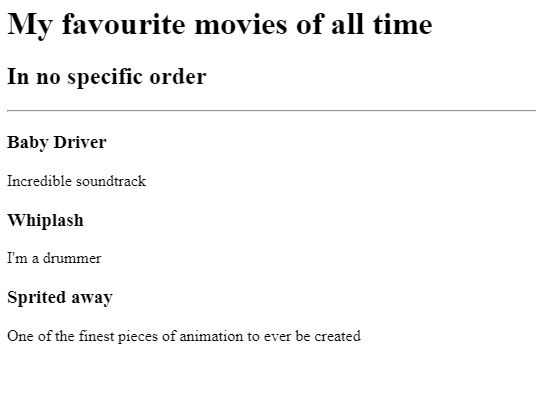 My favourite movies of all time
In no specific order
Baby Driver
Incredible soundtrack
Whiplash
I'm a drummer
Sprited away
One of the finest pieces of animation to ever be created